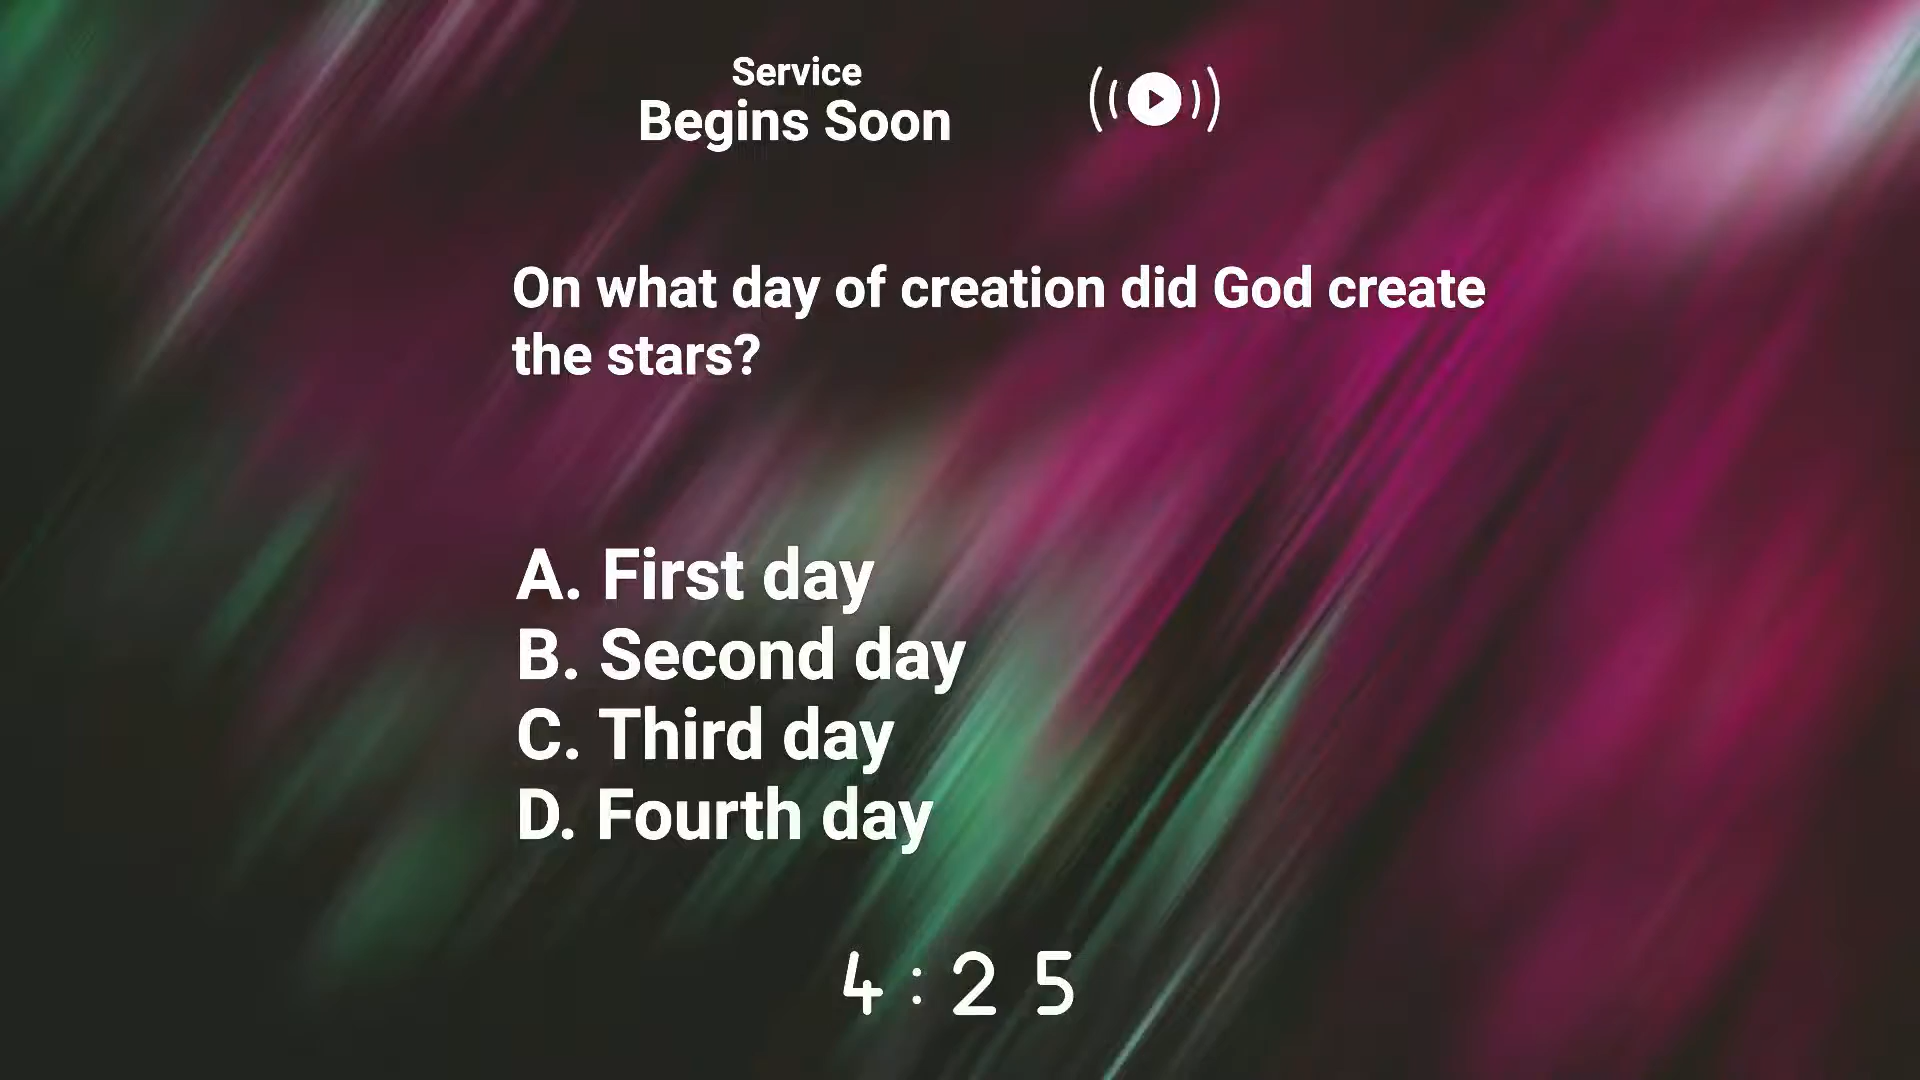 Service
Begins Soon
On what day of creation did God create
the stars?
A. First day
B. Second day
C. Third day
D. Fourth day
4:25